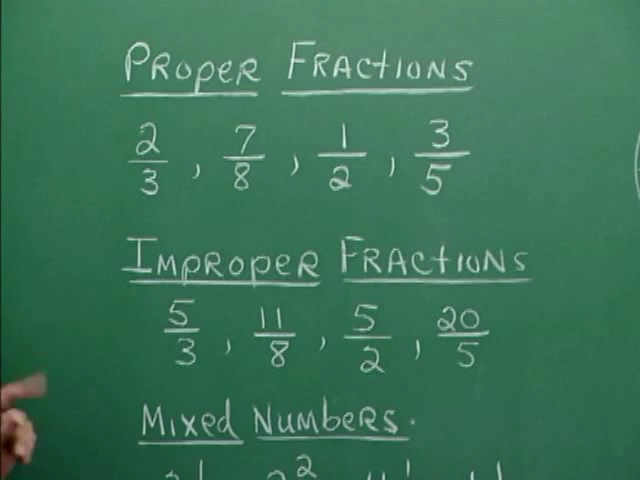 Proper Fractions
2/3, 7/8, 1/2, 3/5
Improper Fractions
5/3, 11/8, 5/2, 20/5
Mixed Numbers.